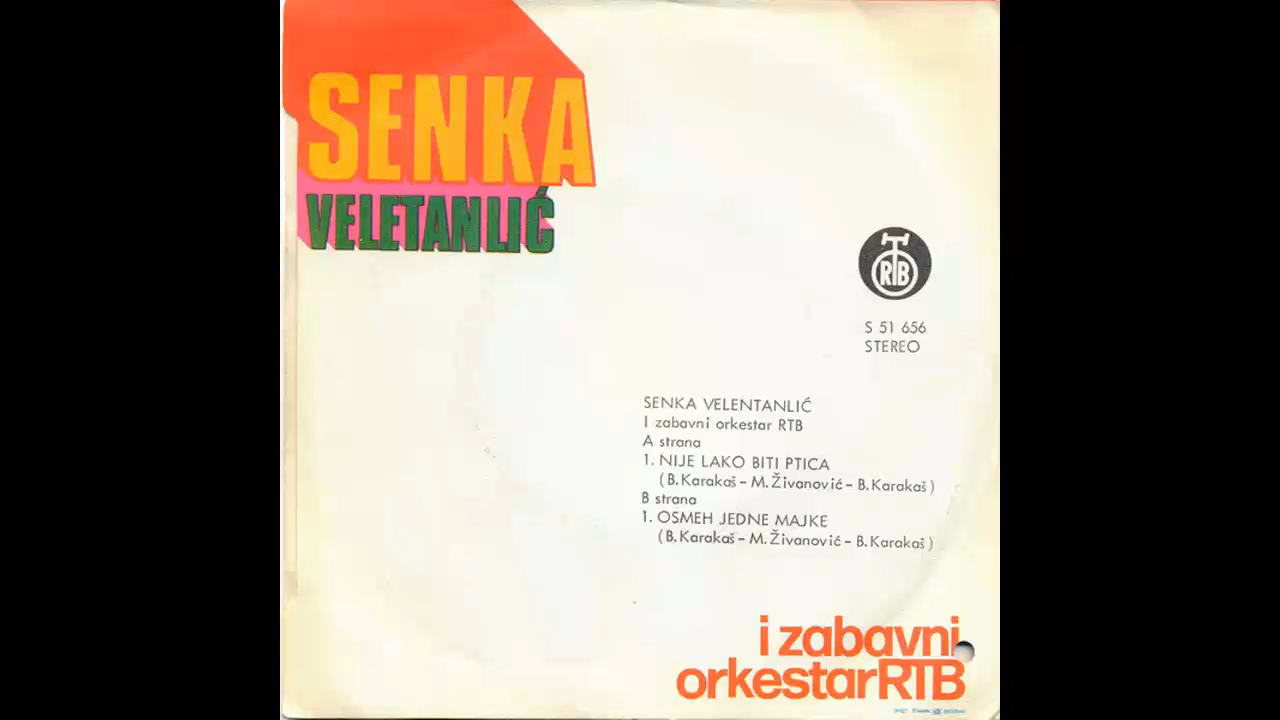 SENKA
VELETANLIĆ
RTB
S 51 656
STEREO
SENKA VELENTANLIĆ
I zabavni orkestar RTB
A strana
1. NIJE LAKO BITI PTICA
(B. Karakaš - M. Živanović - B. Karakaš)
B strana
1. OSMEH JEDNE MAJKE
(B. Karakaš - M. Živanović - B. Karakaš)
i zabavni
orkestar RTB